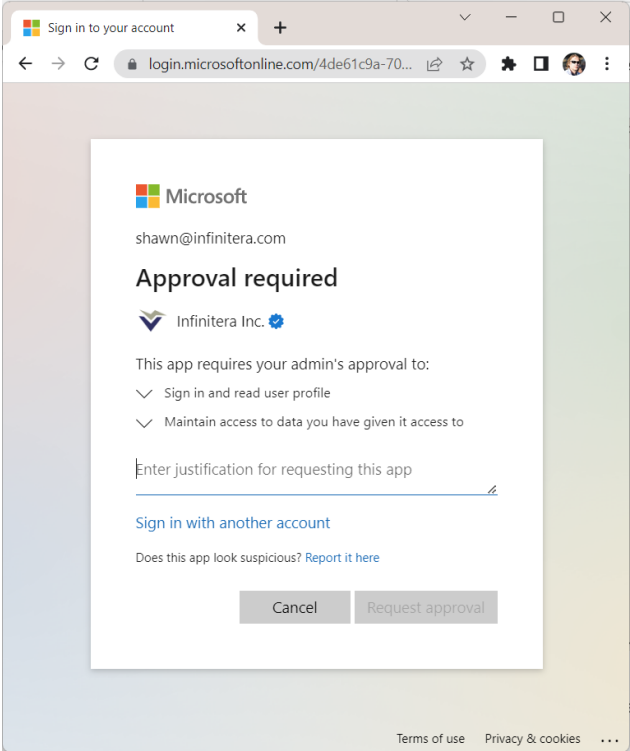 Sign in to your account
login.microsoftonline.com/4de61c9a-70...
Microsoft
shawn@infinitera.com
Approval required
Infinitera Inc.
This app requires your admin's approval to:
Sign in and read user profile
Maintain access to data you have given it access to
Enter justification for requesting this app
Sign in with another account
Does this app look suspicious? Report it here
Cancel Request approval
Terms of use Privacy & cookies ...